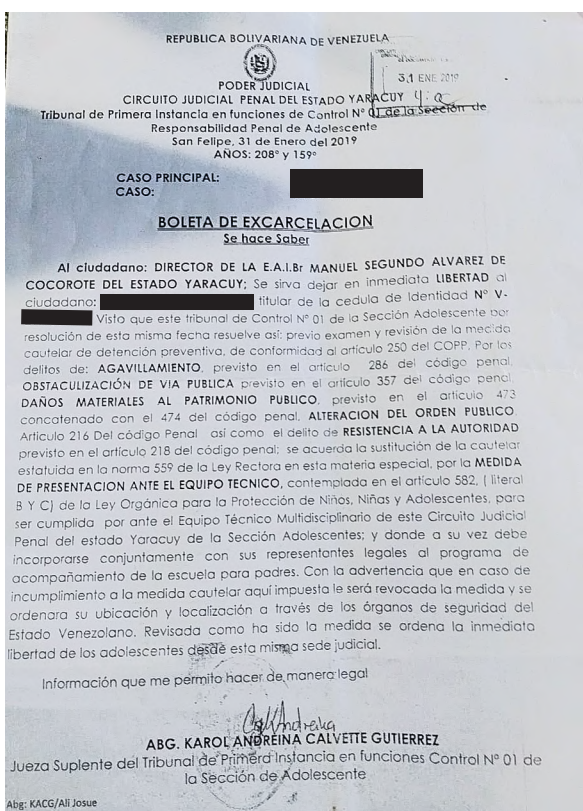 REPUBLICA BOLIVARIANA DE VENEZUELA
31 ENE 2019
PODER JUDICIAL
CIRCUITO JUDICIAL PENAL DEL ESTADO YARACUY
Tribunal de Primera Instancia en funciones de Control Nº 01 de la Sección de
Responsabilidad Penal de Adolescente
San Felipe, 31 de Enero del 2019
AÑOS: 208º y 159º
CASO PRINCIPAL:
CASO:
BOLETA DE EXCARCELACION
Se hace Saber
Al ciudadano: DIRECTOR DE LA E.A.I.Br MANUEL SEGUNDO ALVAREZ DE
COCOROTE DEL ESTADO YARACUY; Se sirva dejar en inmediata LIBERTAD al
ciudadano: titular de la cedula de Identidad Nº V-
Visto que este tribunal de Control Nº 01 de la Sección Adolescente por
resolución de esta misma fecha resuelve así: previo examen y revisión de la medida
cautelar de detención preventiva, de conformidad al artículo 250 del COPP. Por los
delitos de: AGAVILLAMIENTO, previsto en el artículo 286 del código penal,
OBSTACULIZACIÓN DE VIA PUBLICA previsto en el artículo 357 del código penal,
DAÑOS MATERIALES AL PATRIMONIO PUBLICO, previsto en el artículo 473
concatenado con el 474 del código penal, ALTERACION DEL ORDEN PUBLICO
Articulo 216 Del código Penal así como el delito de RESISTENCIA A LA AUTORIDAD
previsto en el artículo 218 del código penal; se acuerda la sustitución de la cautelar
estatuida en la norma 559 de la Ley Rectora en esta materia especial, por la MEDIDA
DE PRESENTACION ANTE EL EQUIPO TECNICO, contemplada en el artículo 582, ( literal
B Y C) de la Ley Orgánica para la Protección de Niños, Niñas y Adolescentes, para
ser cumplida por ante el Equipo Técnico Multidisciplinario de este Circuito Judicial
Penal del estado Yaracuy de la Sección Adolescentes; y donde a su vez debe
incorporarse conjuntamente con sus representantes legales al programa de
acompañamiento de la escuela para padres. Con la advertencia que en caso de
incumplimiento a la medida cautelar aquí impuesta le será revocada la medida y se
ordenara su ubicación y localización a través de los órganos de seguridad del
Estado Venezolano. Revisada como ha sido la medida se ordena la inmediata
libertad de los adolescentes desde esta misma sede judicial.
Información que me permito hacer de manera legal
ABG. KAROL ANDREINA CALVETTE GUTIERREZ
Jueza Suplente del Tribunal de Primera Instancia en funciones Control Nº 01 de
la Sección de Adolescente
Abg: KACG/Ali Josue